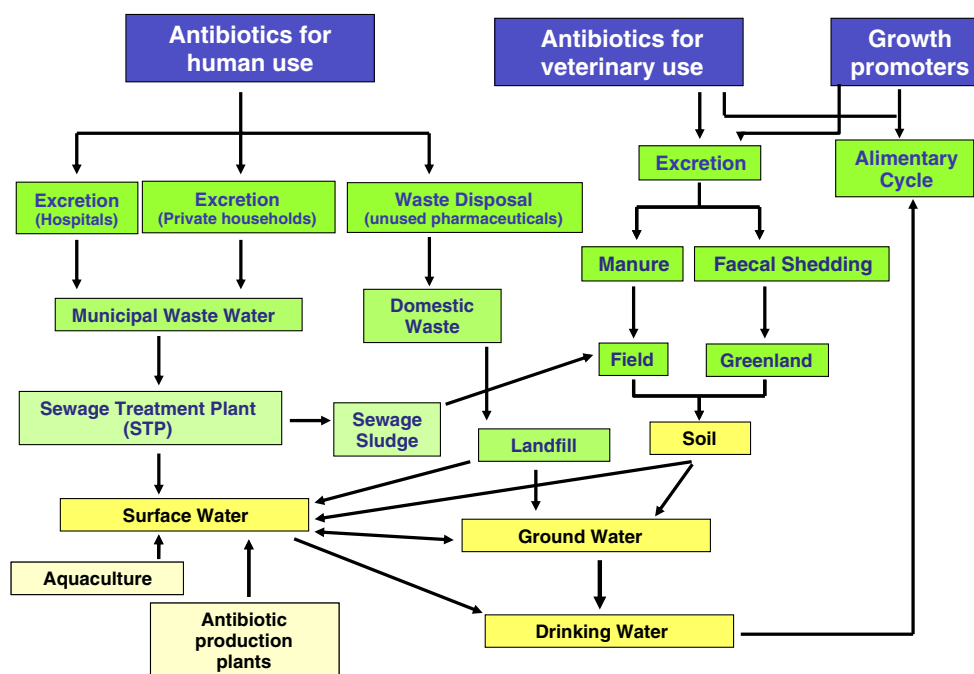 Antibiotics for
human use
Antibiotics for
veterinary use
Growth
promoters
Excretion
(Hospitals)
Excretion
(Private households)
Waste Disposal
(unused pharmaceuticals)
Excretion
Alimentary
Cycle
Manure
Faecal Shedding
Municipal Waste Water
Domestic
Waste
Field
Greenland
Sewage Treatment Plant
(STP)
Sewage
Sludge
Landfill
Soil
Surface Water
Ground Water
Aquaculture
Antibiotic
production
plants
Drinking Water